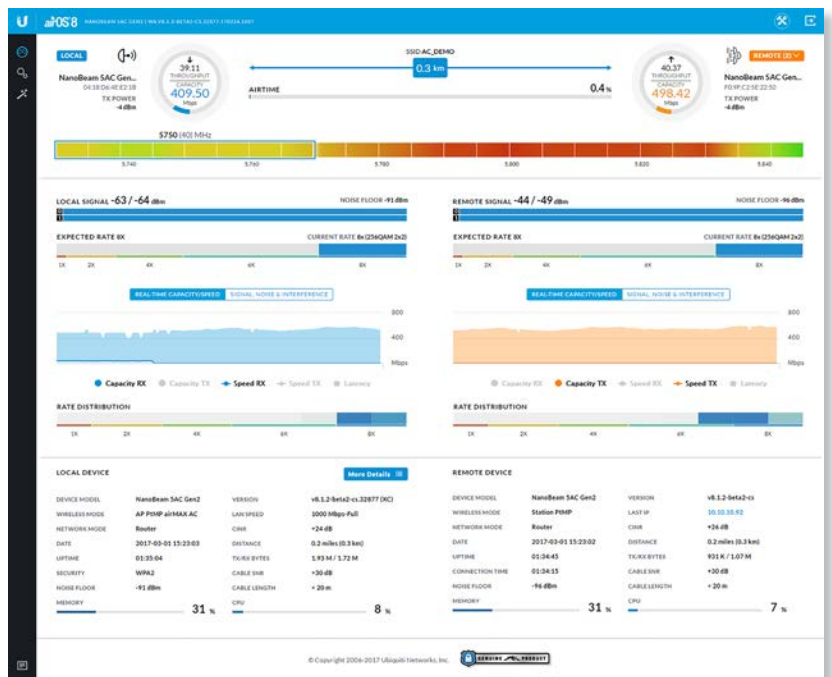 airOS 8
LOCAL
NanoBeam 5AC Gen...
TX POWER
-4 dBm
39.11
THROUGHPUT
CAPACITY
409.50
Mbps
SSID AC_DEMO
0.3 km
AIRTIME
0.4 %
40.37
THROUGHPUT
CAPACITY
498.42
Mbps
REMOTE (2)
NanoBeam 5AC Gen...
TX POWER
-4 dBm
5750 (40) MHz
5.740 5.760 5.780 5.800 5.820 5.840
LOCAL SIGNAL -63 / -64 dBm
NOISE FLOOR -91 dBm
0
1
EXPECTED RATE 8X
CURRENT RATE 8x (256QAM 2x2)
1X 2X 4X 6X 8X
REAL-TIME CAPACITY/SPEED
SIGNAL, NOISE & INTERFERENCE
800
400
Mbps
Capacity RX Capacity TX Speed RX Speed TX Latency
RATE DISTRIBUTION
1X 2X 4X 6X 8X
REMOTE SIGNAL -44 / -49 dBm
NOISE FLOOR -96 dBm
0
1
EXPECTED RATE 8X
CURRENT RATE 8x (256QAM 2x2)
1X 2X 4X 6X 8X
REAL-TIME CAPACITY/SPEED
SIGNAL, NOISE & INTERFERENCE
800
400
Mbps
Capacity RX Capacity TX Speed RX Speed TX Latency
RATE DISTRIBUTION
1X 2X 4X 6X 8X
LOCAL DEVICE
More Details
DEVICE MODEL NanoBeam 5AC Gen2 VERSION v8.1.2-beta2-cs.32877 (XC)
WIRELESS MODE AP PtMP airMAX AC LAN SPEED 1000 Mbps-Full
NETWORK MODE Router CINR +24 dB
DATE 2017-03-01 15:23:03 DISTANCE 0.2 miles (0.3 km)
UPTIME 01:35:04 TX/RX BYTES 1.93 M / 1.72 M
SECURITY WPA2 CABLE SNR +30 dB
NOISE FLOOR -91 dBm CABLE LENGTH < 20 m
MEMORY 31 % CPU 8 %
REMOTE DEVICE
DEVICE MODEL NanoBeam 5AC Gen2 VERSION v8.1.2-beta2-cs
WIRELESS MODE Station PtMP LAST IP 10.10.10.92
NETWORK MODE Router CINR +26 dB
DATE 2017-03-01 15:23:02 DISTANCE 0.2 miles (0.3 km)
UPTIME 01:34:45 TX/RX BYTES 931 K / 1.07 M
CONNECTION TIME 01:34:15 CABLE SNR +30 dB
NOISE FLOOR -96 dBm CABLE LENGTH < 20 m
MEMORY 31 % CPU 7 %
© Copyright 2006-2017 Ubiquiti Networks, Inc.
GENUINE PRODUCT